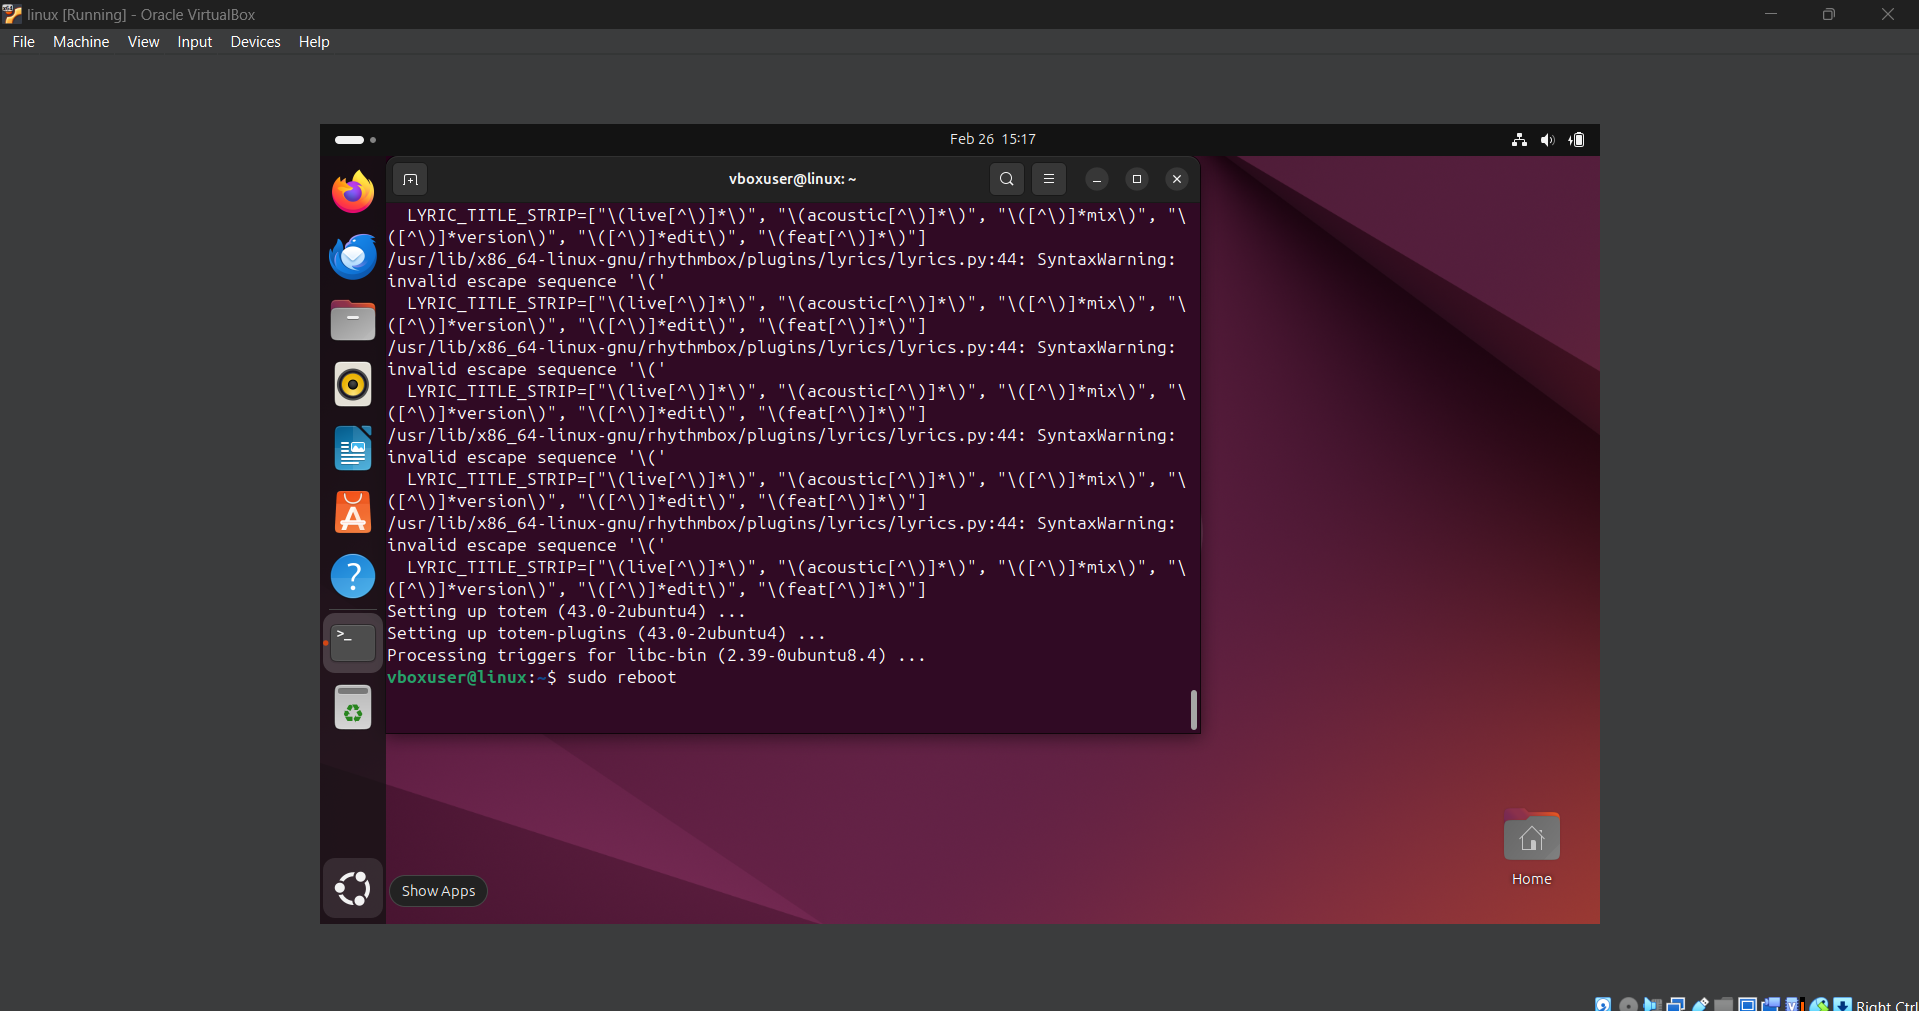 linux [Running] - Oracle VirtualBox
File Machine View Input Devices Help
Feb 26 15:17
vboxuser@linux: ~
LYRIC_TITLE_STRIP=["\(live[^\)]*\)", "\(acoustic[^\)]*\)", "\([^\)]*mix\)", "\
([^\)]*version\)", "\([^\)]*edit\)", "\(feat[^\)]*\)"]
/usr/lib/x86_64-linux-gnu/rhythmbox/plugins/lyrics/lyrics.py:44: SyntaxWarning:
invalid escape sequence '\('
LYRIC_TITLE_STRIP=["\(live[^\)]*\)", "\(acoustic[^\)]*\)", "\([^\)]*mix\)", "\
([^\)]*version\)", "\([^\)]*edit\)", "\(feat[^\)]*\)"]
/usr/lib/x86_64-linux-gnu/rhythmbox/plugins/lyrics/lyrics.py:44: SyntaxWarning:
invalid escape sequence '\('
LYRIC_TITLE_STRIP=["\(live[^\)]*\)", "\(acoustic[^\)]*\)", "\([^\)]*mix\)", "\
([^\)]*version\)", "\([^\)]*edit\)", "\(feat[^\)]*\)"]
/usr/lib/x86_64-linux-gnu/rhythmbox/plugins/lyrics/lyrics.py:44: SyntaxWarning:
invalid escape sequence '\('
LYRIC_TITLE_STRIP=["\(live[^\)]*\)", "\(acoustic[^\)]*\)", "\([^\)]*mix\)", "\
([^\)]*version\)", "\([^\)]*edit\)", "\(feat[^\)]*\)"]
/usr/lib/x86_64-linux-gnu/rhythmbox/plugins/lyrics/lyrics.py:44: SyntaxWarning:
invalid escape sequence '\('
LYRIC_TITLE_STRIP=["\(live[^\)]*\)", "\(acoustic[^\)]*\)", "\([^\)]*mix\)", "\
([^\)]*version\)", "\([^\)]*edit\)", "\(feat[^\)]*\)"]
Setting up totem (43.0-2ubuntu4) ...
Setting up totem-plugins (43.0-2ubuntu4) ...
Processing triggers for libc-bin (2.39-0ubuntu8.4) ...
vboxuser@linux:~$ sudo reboot
Home
Show Apps
Right Ctrl